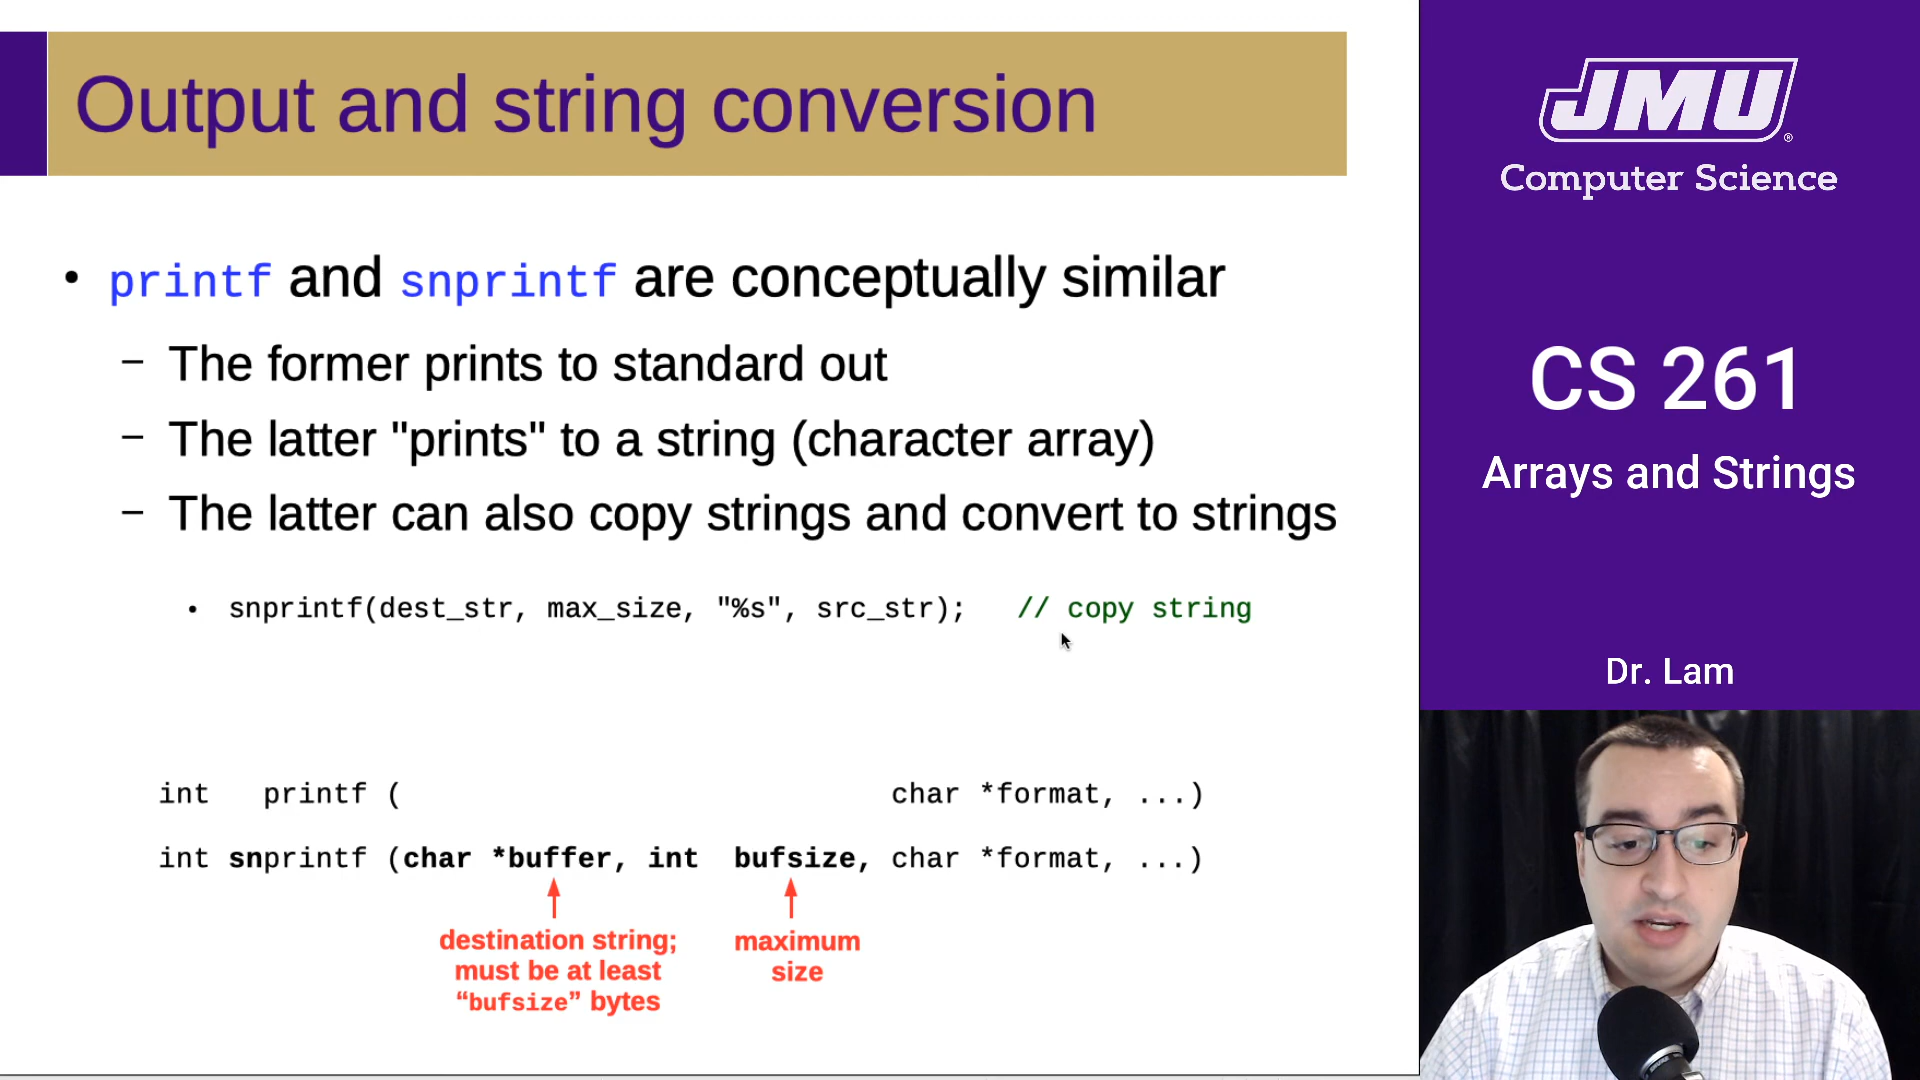 Output and string conversion
• printf and snprintf are conceptually similar
– The former prints to standard out
– The latter "prints" to a string (character array)
– The latter can also copy strings and convert to strings
• snprintf(dest_str, max_size, "%s", src_str);   // copy string
int   printf (                            char *format, ...)
int snprintf (char *buffer, int  bufsize, char *format, ...)
destination string;
must be at least
“bufsize” bytes
maximum
size
JMU®
Computer Science
CS 261
Arrays and Strings
Dr. Lam